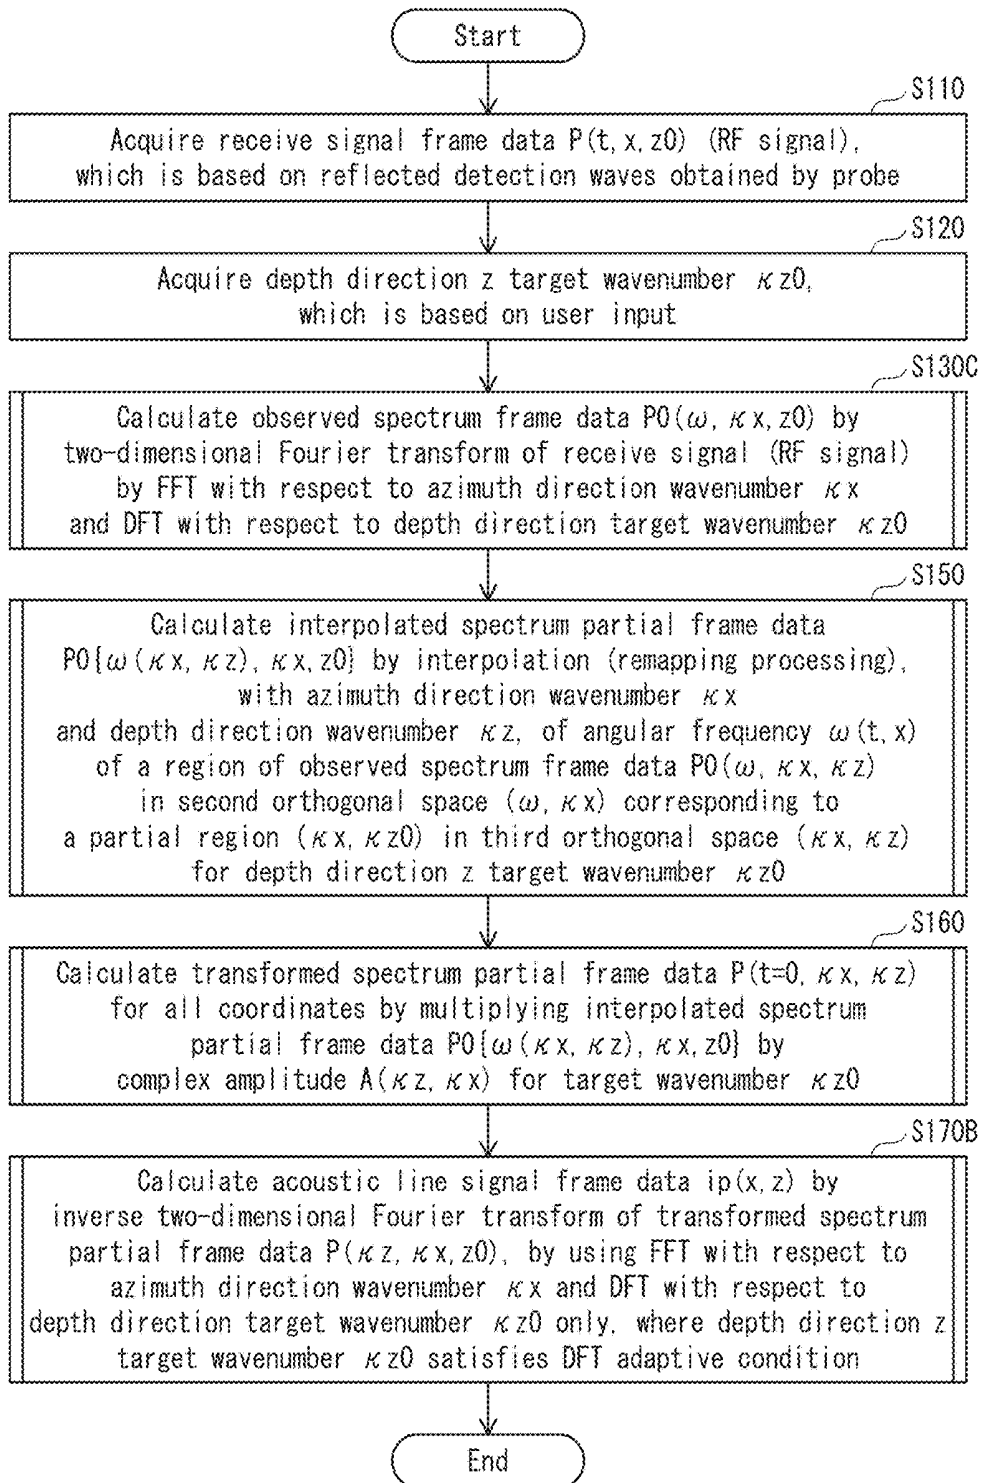 Start
S110
Acquire receive signal frame data P(t, x, z0) (RF signal),
which is based on reflected detection waves obtained by probe
S120
Acquire depth direction z target wavenumber κz0,
which is based on user input
S130C
Calculate observed spectrum frame data P0(ω, κx, z0) by
two-dimensional Fourier transform of receive signal (RF signal)
by FFT with respect to azimuth direction wavenumber κx
and DFT with respect to depth direction target wavenumber κz0
S150
Calculate interpolated spectrum partial frame data
P0{ω(κx, κz), κx, z0} by interpolation (remapping processing),
with azimuth direction wavenumber κx
and depth direction wavenumber κz, of angular frequency ω(t, x)
of a region of observed spectrum frame data P0(ω, κx, κz)
in second orthogonal space (ω, κx) corresponding to
a partial region (κx, κz0) in third orthogonal space (κx, κz)
for depth direction z target wavenumber κz0
S160
Calculate transformed spectrum partial frame data P(t=0, κx, κz)
for all coordinates by multiplying interpolated spectrum
partial frame data P0{ω(κx, κz), κx, z0} by
complex amplitude A(κz, κx) for target wavenumber κz0
S170B
Calculate acoustic line signal frame data ip(x, z) by
inverse two-dimensional Fourier transform of transformed spectrum
partial frame data P(κz, κx, z0), by using FFT with respect to
azimuth direction wavenumber κx and DFT with respect to
depth direction target wavenumber κz0 only, where depth direction z
target wavenumber κz0 satisfies DFT adaptive condition
End